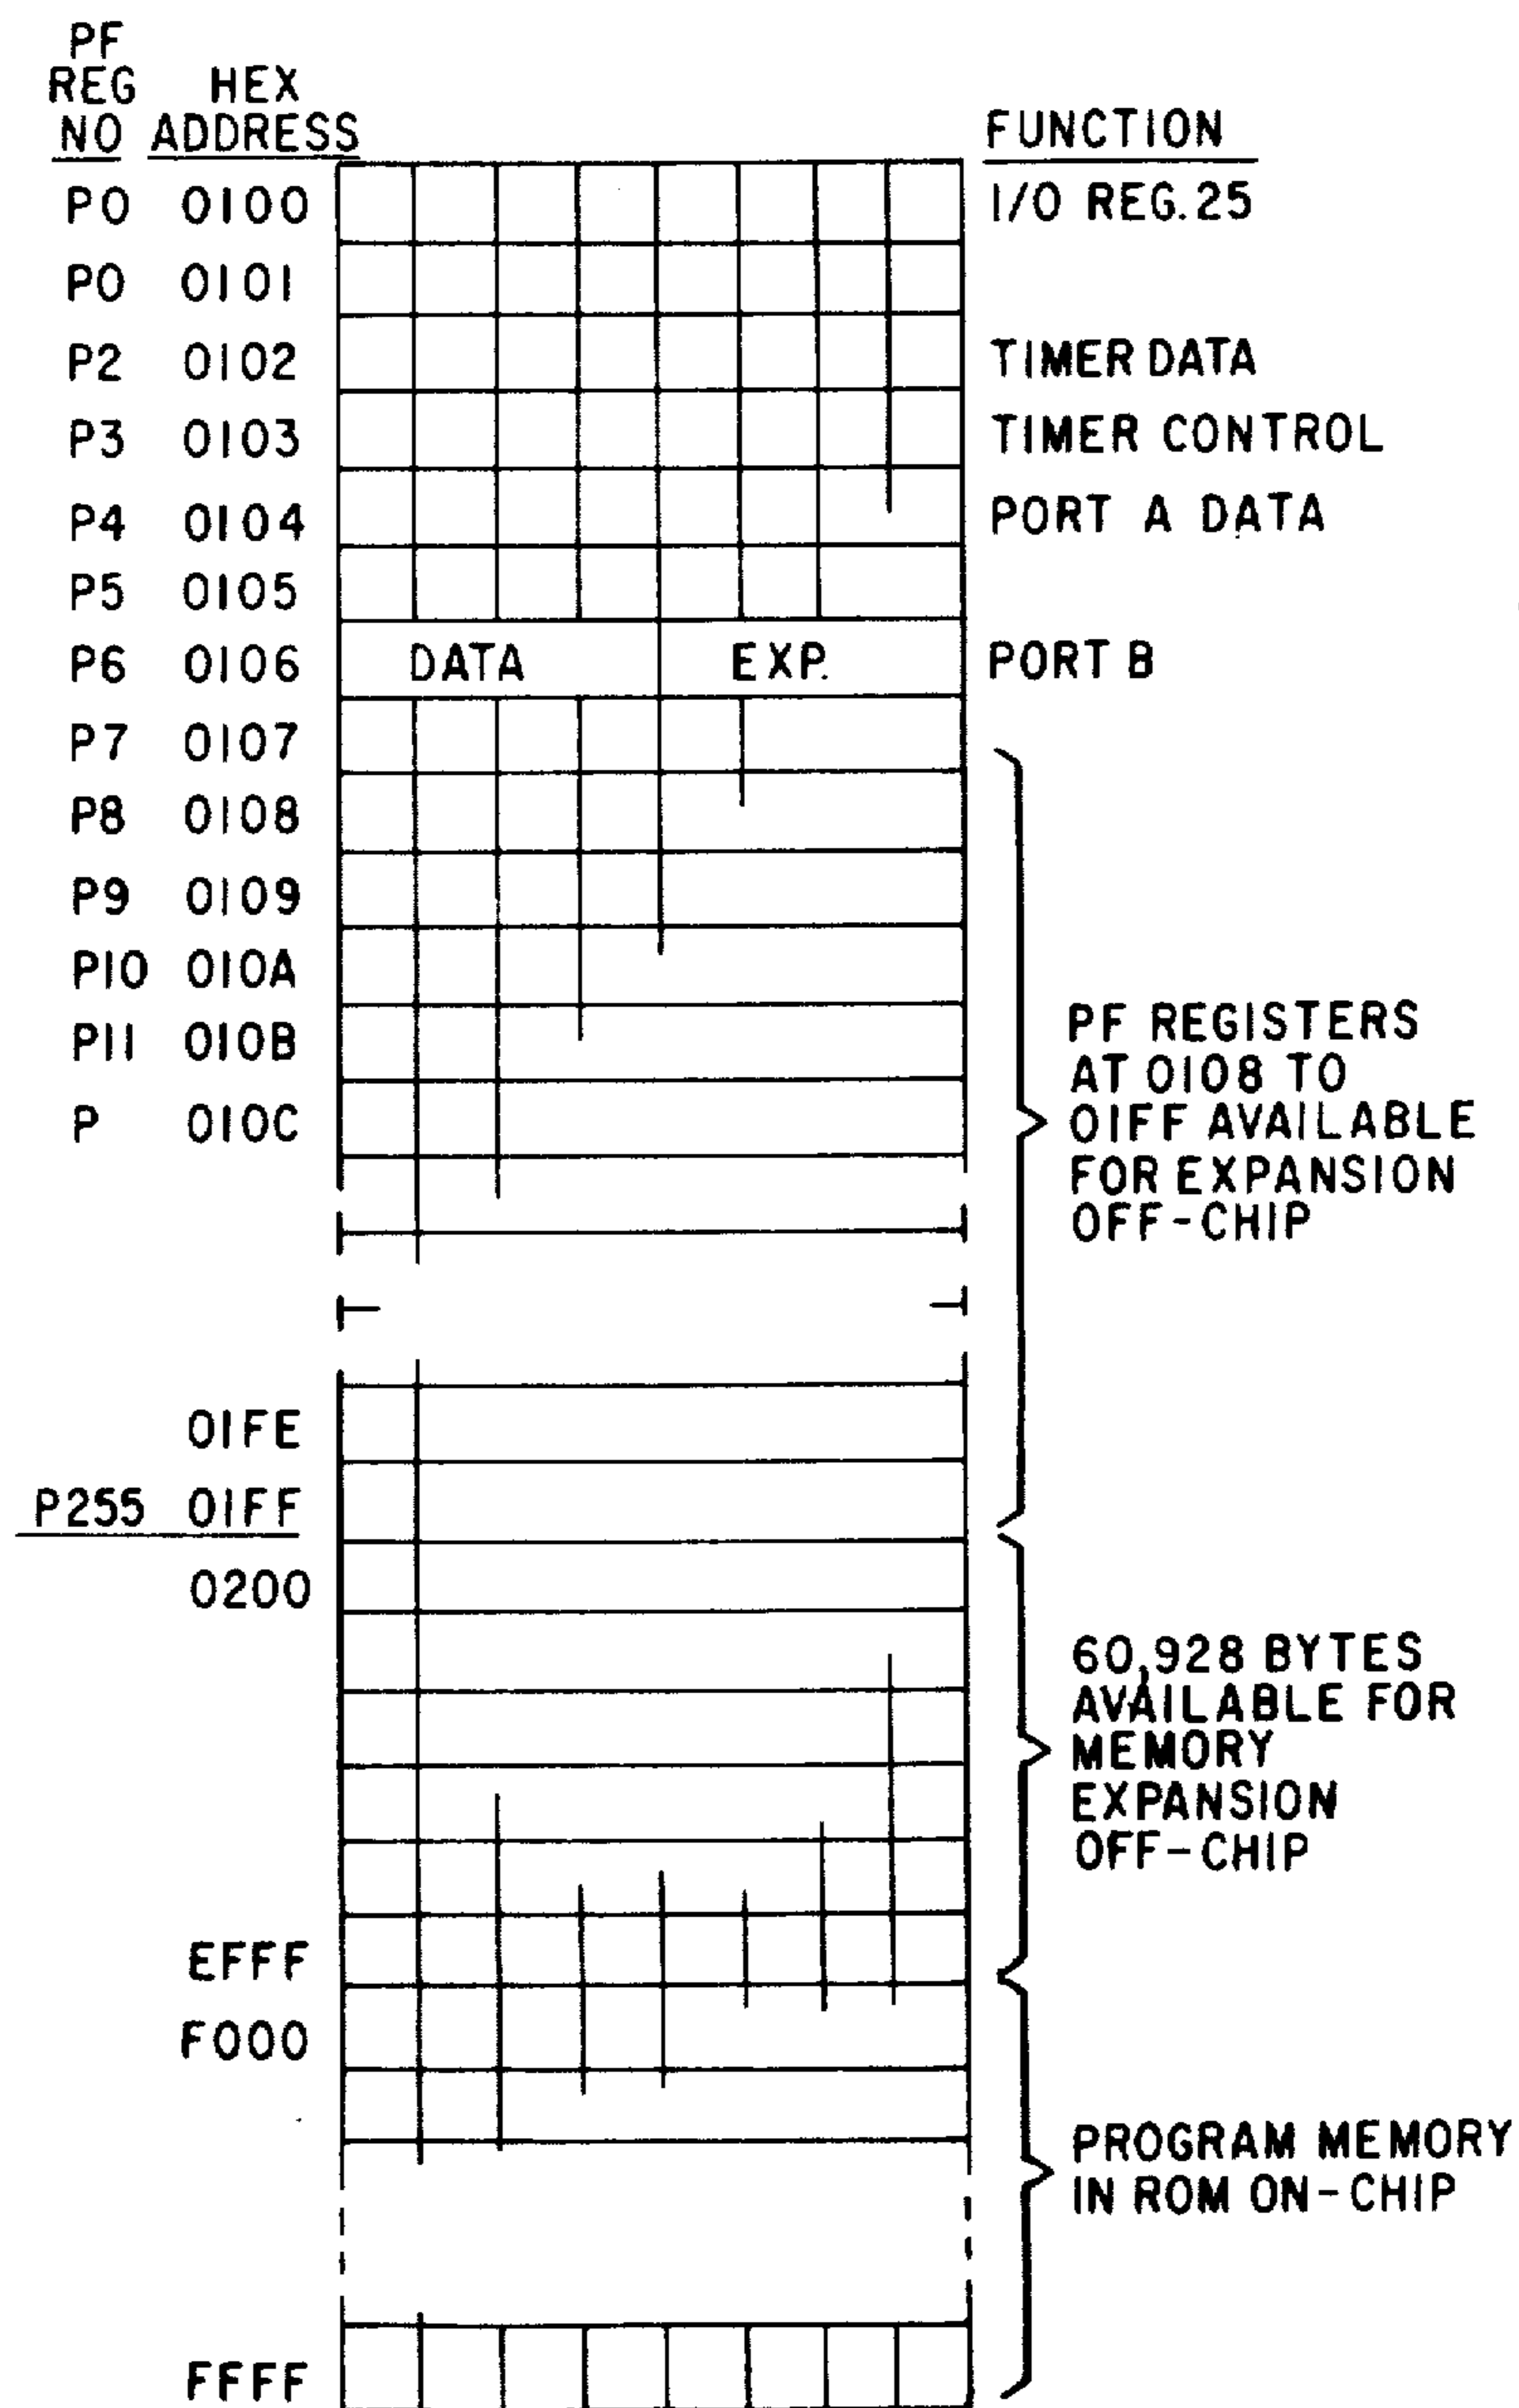 PF
REG HEX
NO ADDRESS FUNCTION
P0 0100 I/O REG.25
P0 0101
P2 0102 TIMER DATA
P3 0103 TIMER CONTROL
P4 0104 PORT A DATA
P5 0105
P6 0106 DATA EXP. PORT B
P7 0107
P8 0108
P9 0109
P10 010A
P11 010B
P 010C
PF REGISTERS
AT 0108 TO
01FF AVAILABLE
FOR EXPANSION
OFF-CHIP
01FE
P255 01FF
0200
60,928 BYTES
AVAILABLE FOR
MEMORY
EXPANSION
OFF-CHIP
EFFF
F000
PROGRAM MEMORY
IN ROM ON-CHIP
FFFF